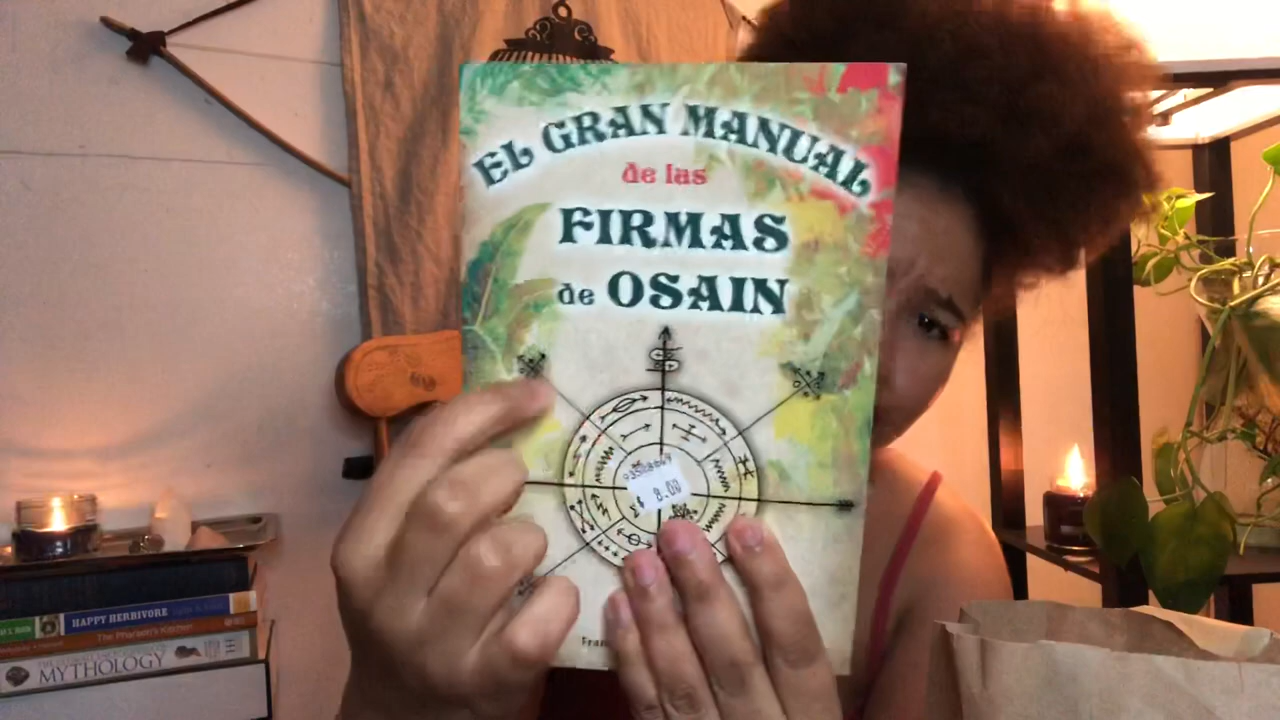 EL GRAN MANUAL
de las
FIRMAS
de OSAIN
$ 8.00
HAPPY HERBIVORE
The Pharaoh's Kitchen
MYTHOLOGY